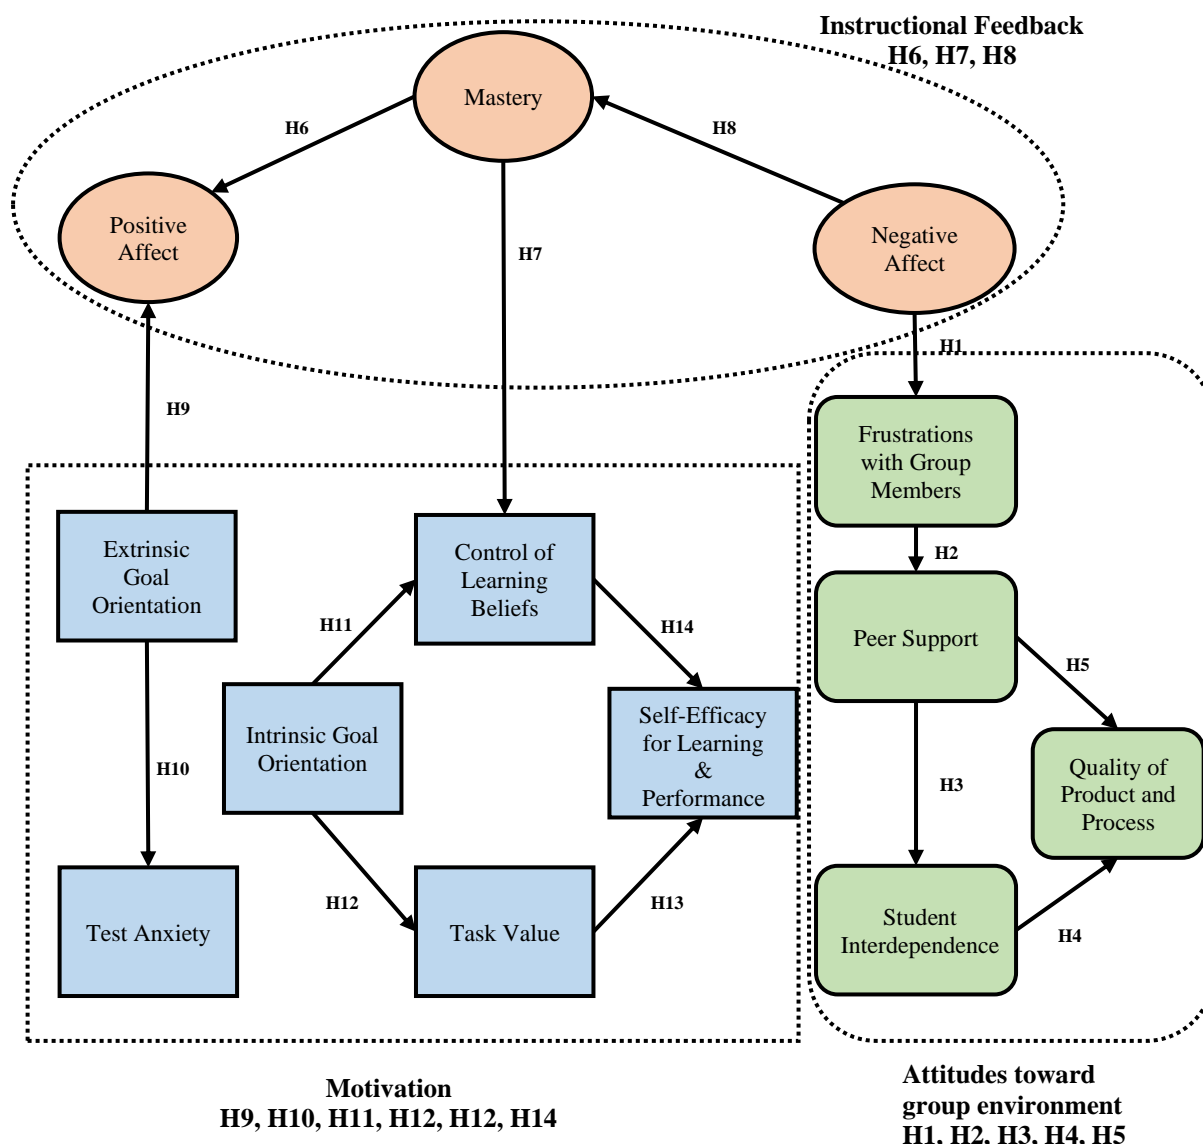 Instructional Feedback
H6, H7, H8
Mastery
H6
H8
Positive
Affect
H7
Negative
Affect
H1
H9
Frustrations
with Group
Members
H2
Extrinsic
Goal
Orientation
Control of
Learning
Beliefs
H11
H14
Peer Support
H5
Intrinsic Goal
Orientation
Self-Efficacy
for Learning
&
Performance
H10
H3
Quality of
Product and
Process
H12
H13
Test Anxiety
Task Value
Student
Interdependence
H4
Motivation
H9, H10, H11, H12, H12, H14
Attitudes toward
group environment
H1, H2, H3, H4, H5